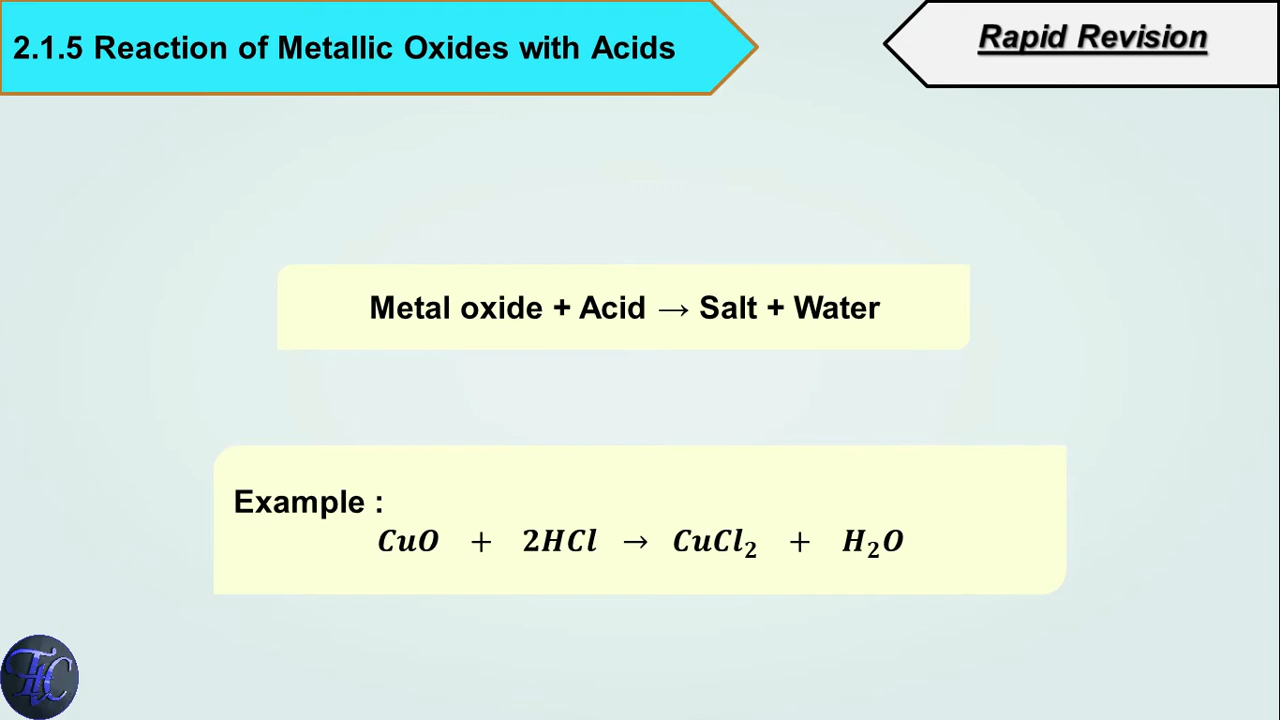 2.1.5 Reaction of Metallic Oxides with Acids
Rapid Revision
Metal oxide + Acid → Salt + Water
Example :
CuO + 2HCl → CuCl₂ + H₂O